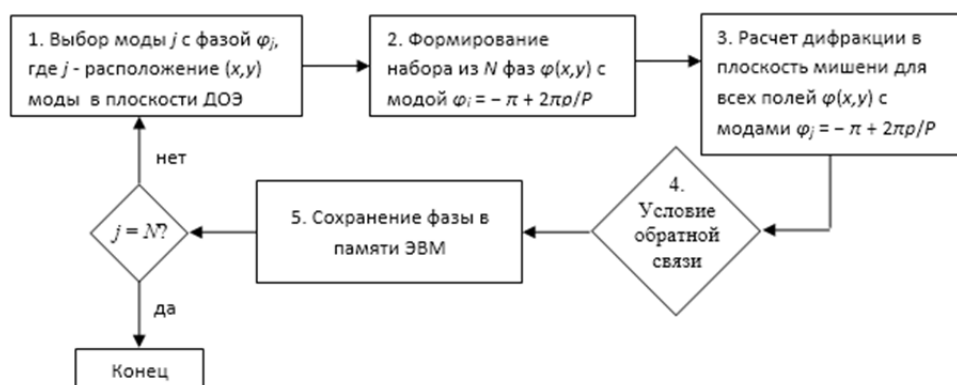 1. Выбор моды j с фазой φj,
где j - расположение (x,y)
моды в плоскости ДОЭ
2. Формирование
набора из N фаз φ(x,y) с
модой φj = – π + 2πp/P
3. Расчет дифракции в
плоскость мишени для
всех полей φ(x,y) с
модами φj = – π + 2πp/P
4.
Условие
обратной
связи
5. Сохранение фазы в
памяти ЭВМ
j = N?
нет
да
Конец